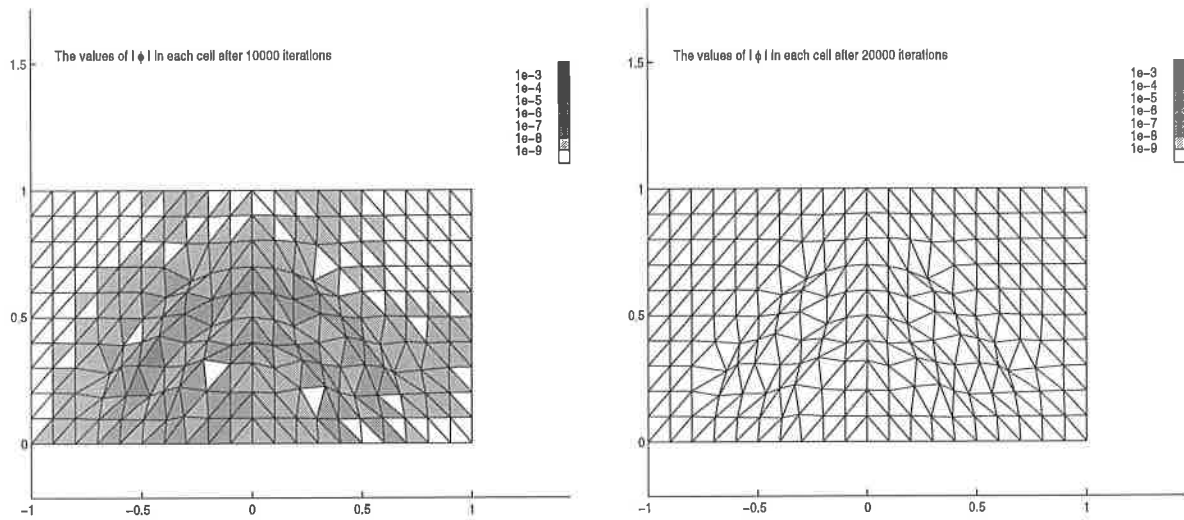 The values of | ϕ | in each cell after 10000 iterations
1.5
1e-3
1e-4
1e-5
1e-6
1e-7
1e-8
1e-9
1
0.5
0
-1
-0.5
0
0.5
1
The values of | ϕ | in each cell after 20000 iterations
1.5
1e-3
1e-4
1e-5
1e-6
1e-7
1e-8
1e-9
1
0.5
0
-1
-0.5
0
0.5
1